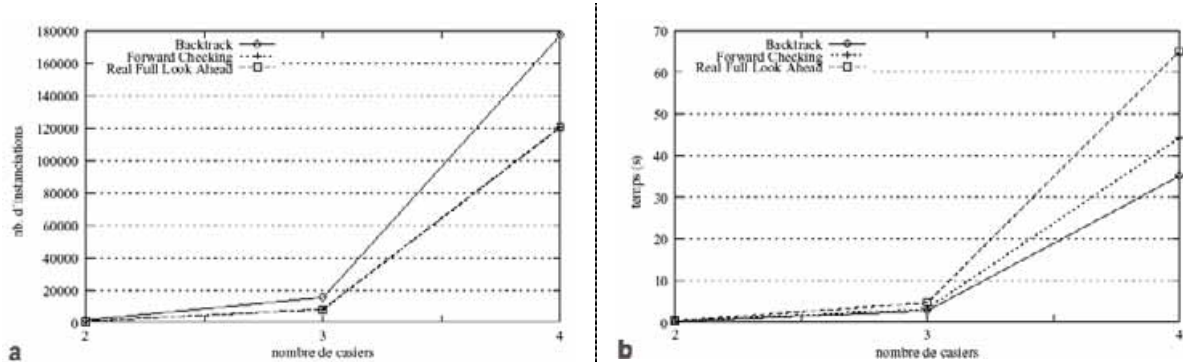 180000
160000
140000
120000
100000
80000
60000
40000
20000
0
nb. d'instanciations
Backtrack
Forward Checking
Real Full Look Ahead
2
3
4
nombre de casiers
a
70
60
50
40
30
20
10
0
temps (s)
Backtrack
Forward Checking
Real Full Look Ahead
2
3
4
nombre de casiers
b